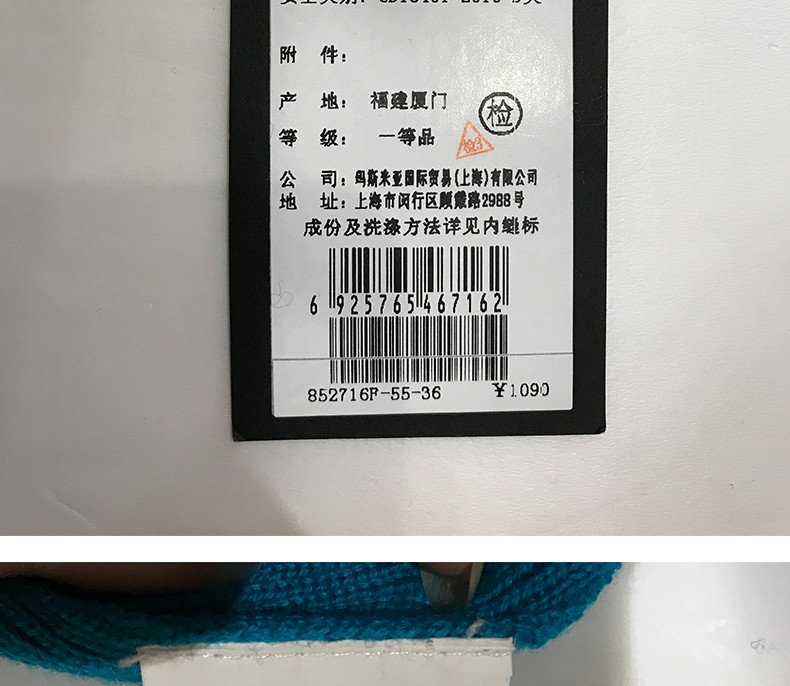 附 件：
产 地： 福建厦门
检
等 级： 一等品
公 司：玛斯来亚国际贸易(上海)有限公司
地 址：上海市闵行区颛戴路2988号
成份及洗涤方法详见内缝标
6 925765 467162
852716F-55-36 ￥1090